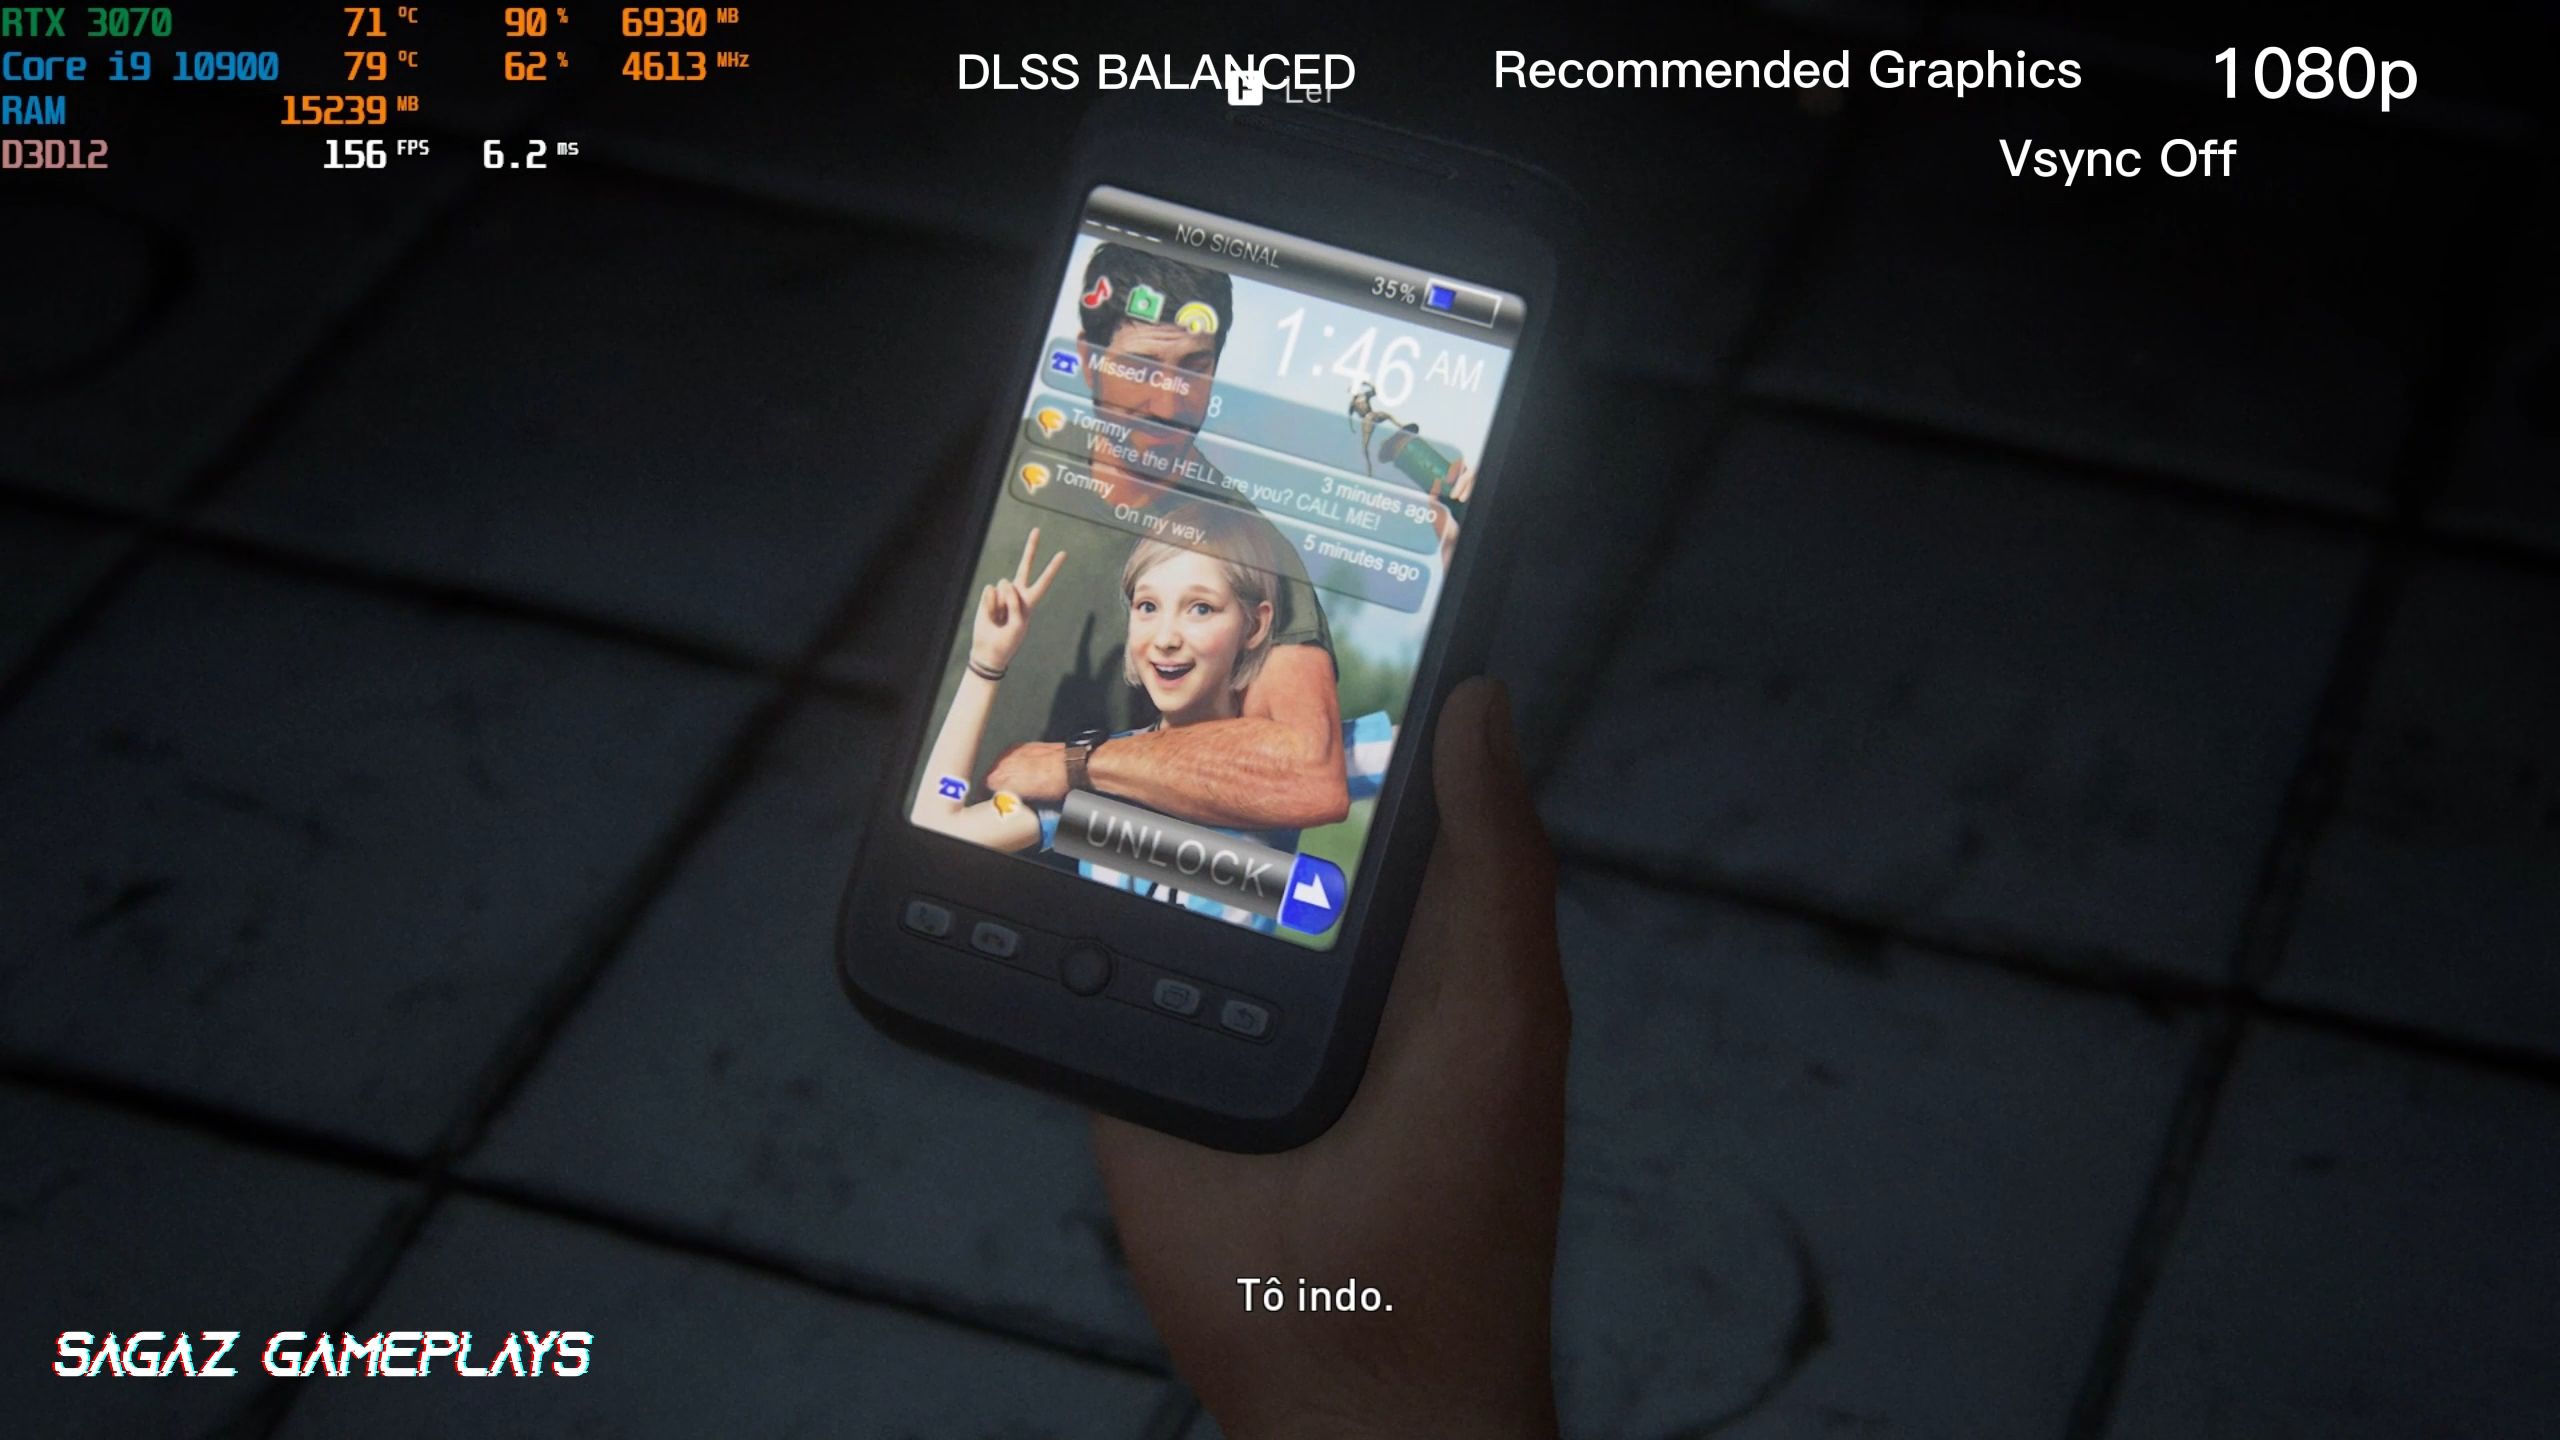 RTX 3070 71 °C 90 % 6930 MB
Core i9 10900 79 °C 62 % 4613 MHz
RAM 15239 MB
D3D12 156 FPS 6.2 ms
DLSS BALANCED Recommended Graphics 1080p
F Ler
Vsync Off
NO SIGNAL
35%
1:46 AM
Missed Calls
8
Tommy
3 minutes ago
Where the HELL are you? CALL ME!
Tommy
5 minutes ago
On my way.
UNLOCK
Tô indo.
SAGAZ GAMEPLAYS